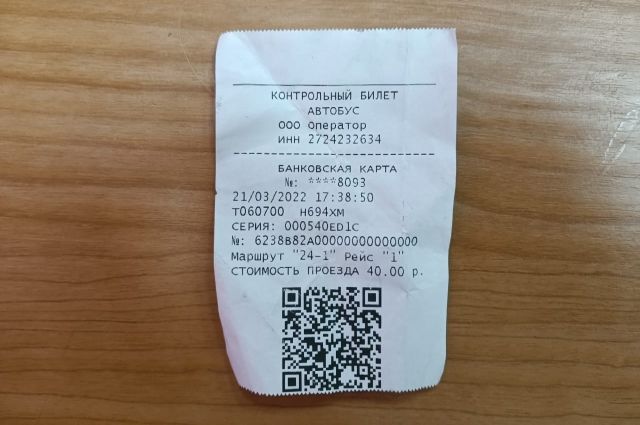 КОНТРОЛЬНЫЙ БИЛЕТ
АВТОБУС
ООО Оператор
ИНН 2724232634
БАНКОВСКАЯ КАРТА
№: ****8093
21/03/2022 17:38:50
Т060700 Н694ХМ
СЕРИЯ: 000540ED1C
№: 6238B82A00000000000000
Маршрут "24-1" Рейс "1"
СТОИМОСТЬ ПРОЕЗДА 40.00 р.